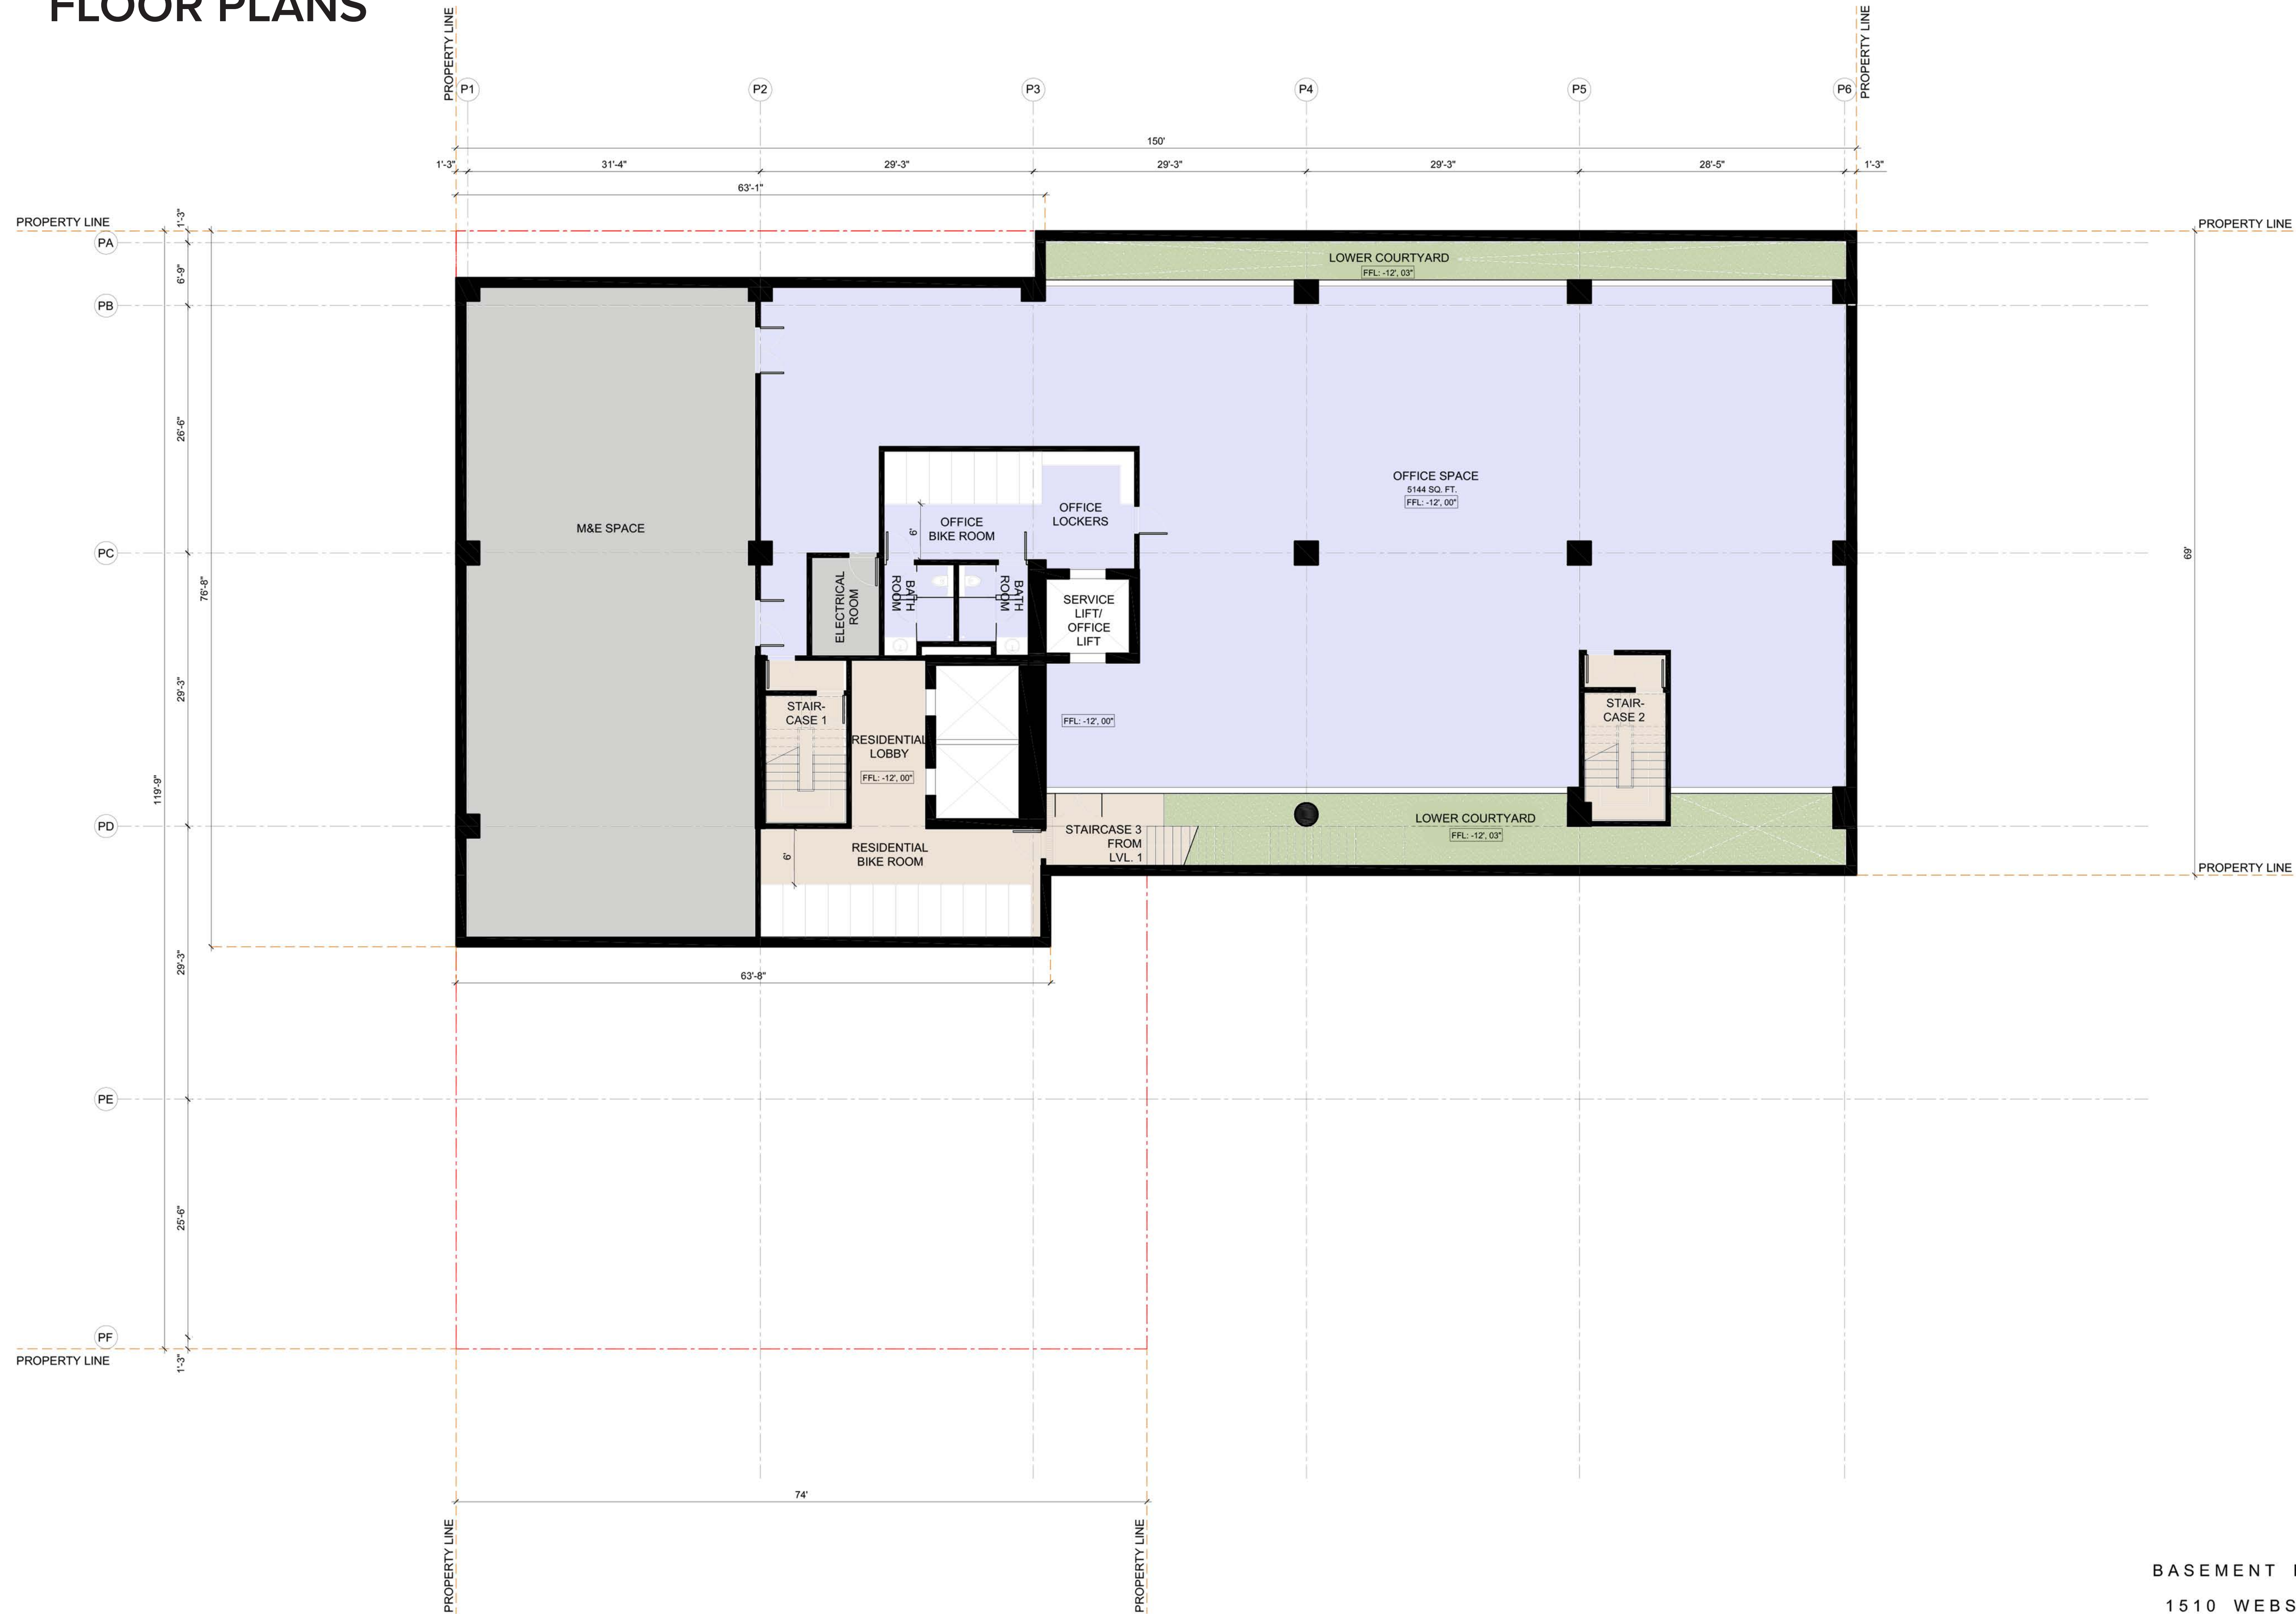 FLOOR PLANS
PROPERTY LINE
PROPERTY LINE
P1
P2
P3
P4
P5
P6
150'
1'-3"
31'-4"
29'-3"
29'-3"
29'-3"
28'-5"
1'-3"
63'-1"
PROPERTY LINE
PROPERTY LINE
1'-3"
PA
6'-9"
PB
26'-6"
PC
76'-8"
29'-3"
119'-9"
PD
29'-3"
PE
25'-6"
PF
1'-3"
PROPERTY LINE
LOWER COURTYARD
FFL: -12', 03"
M&E SPACE
OFFICE SPACE
5144 SQ. FT.
FFL: -12', 00"
OFFICE
LOCKERS
OFFICE
BIKE ROOM
6'
ELECTRICAL
ROOM
BATH
ROOM
BATH
ROOM
SERVICE
LIFT/
OFFICE
LIFT
69'
STAIR-
CASE 1
RESIDENTIAL
LOBBY
FFL: -12', 00"
FFL: -12', 00"
STAIR-
CASE 2
STAIRCASE 3
FROM
LVL. 1
LOWER COURTYARD
FFL: -12', 03"
RESIDENTIAL
BIKE ROOM
6'
PROPERTY LINE
63'-8"
74'
PROPERTY LINE
PROPERTY LINE
BASEMENT
1510 WEBS